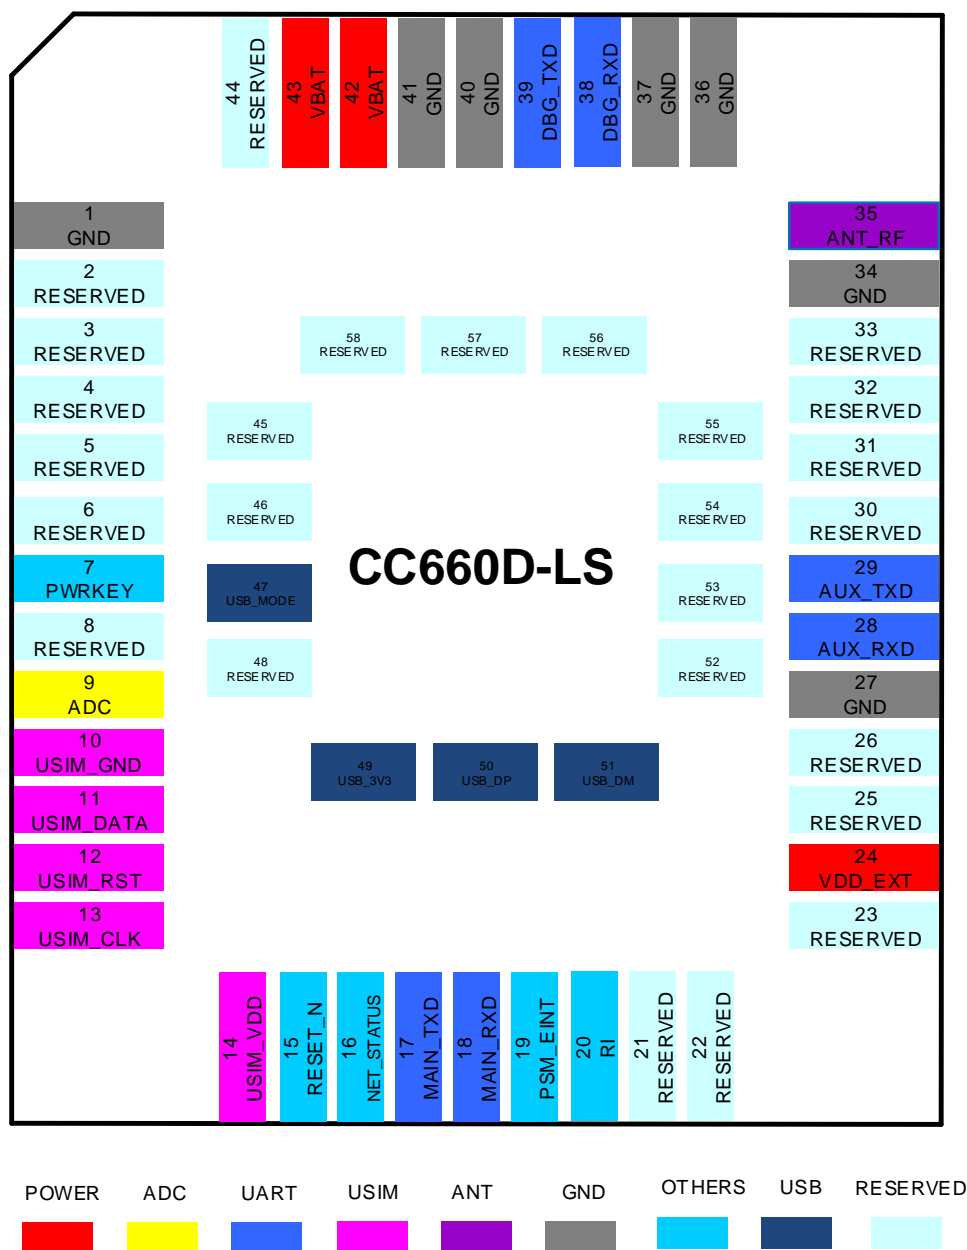 44
RESERVED
43
VBAT
42
VBAT
41
GND
40
GND
39
DBG_TXD
38
DBG_RXD
37
GND
36
GND
1
GND
2
RESERVED
3
RESERVED
4
RESERVED
5
RESERVED
6
RESERVED
7
PWRKEY
8
RESERVED
9
ADC
10
USIM_GND
11
USIM_DATA
12
USIM_RST
13
USIM_CLK
58
RESERVED
57
RESERVED
56
RESERVED
45
RESERVED
46
RESERVED
47
USB_MODE
48
RESERVED
CC660D-LS
55
RESERVED
54
RESERVED
53
RESERVED
52
RESERVED
49
USB_3V3
50
USB_DP
51
USB_DM
35
ANT_RF
34
GND
33
RESERVED
32
RESERVED
31
RESERVED
30
RESERVED
29
AUX_TXD
28
AUX_RXD
27
GND
26
RESERVED
25
RESERVED
24
VDD_EXT
23
RESERVED
14
USIM_VDD
15
RESET_N
16
NET_STATUS
17
MAIN_TXD
18
MAIN_RXD
19
PSM_EINT
20
RI
21
RESERVED
22
RESERVED
POWER
ADC
UART
USIM
ANT
GND
OTHERS
USB
RESERVED